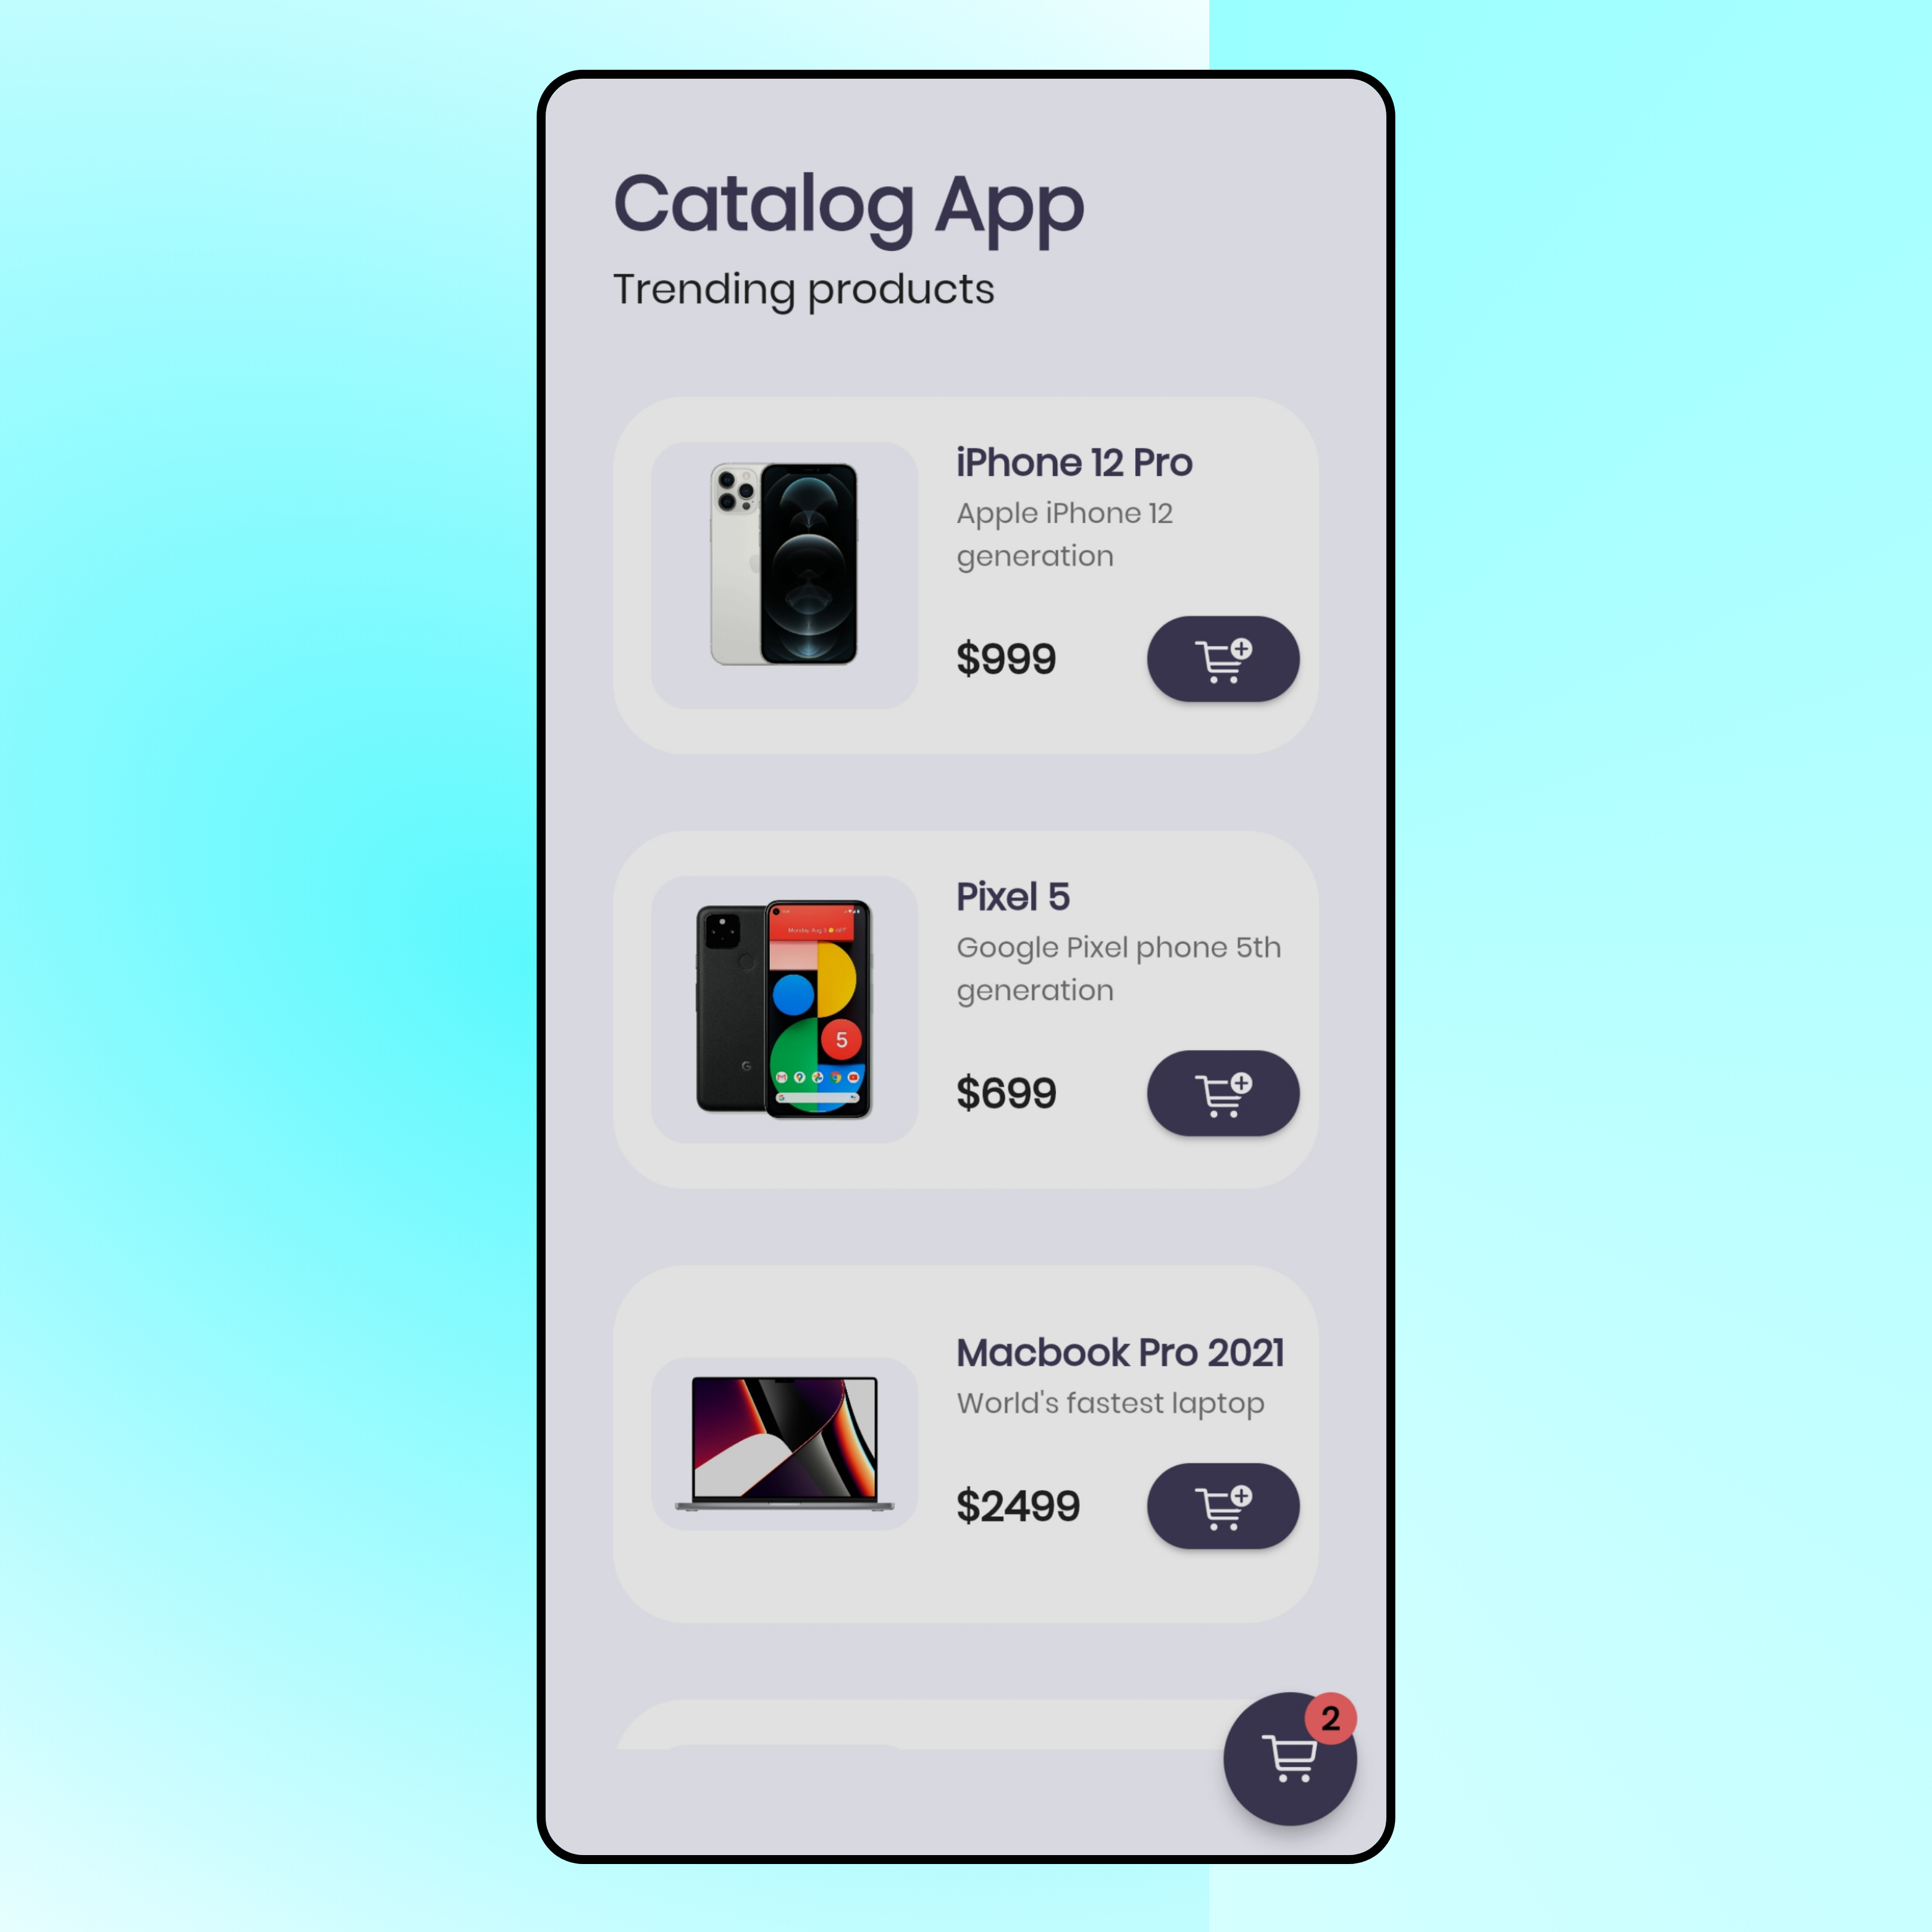 Catalog App
Trending products
iPhone 12 Pro
Apple iPhone 12
generation
$999
Pixel 5
Google Pixel phone 5th
generation
5
$699
Macbook Pro 2021
World's fastest laptop
$2499
2